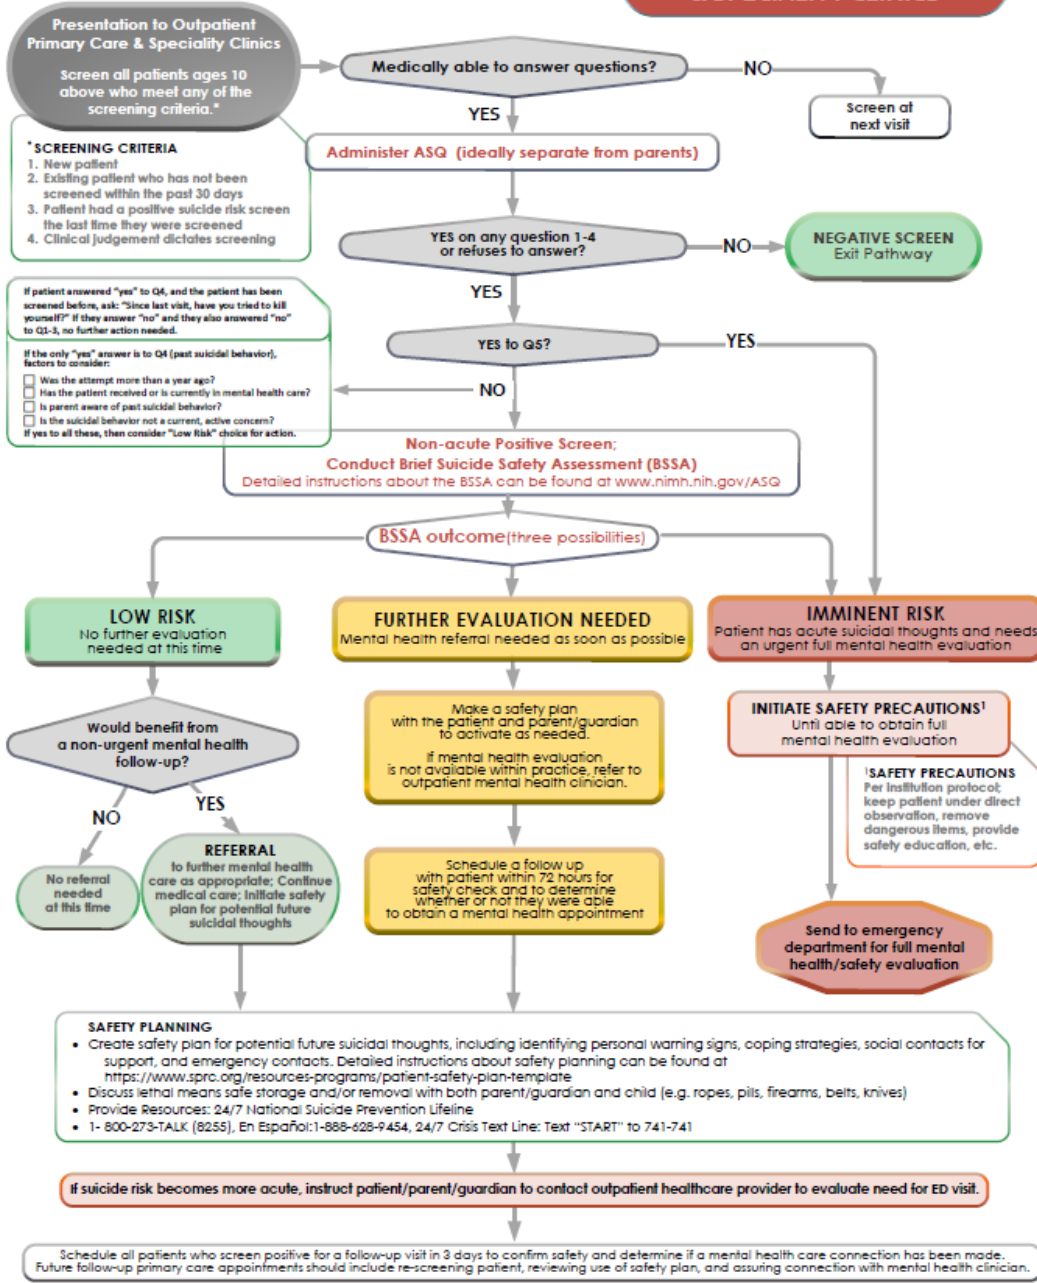 Presentation to Outpatient
Primary Care & Speciality Clinics
Screen all patients ages 10
above who meet any of the
screening criteria.*
*SCREENING CRITERIA
1. New patient
2. Existing patient who has not been
screened within the past 30 days
3. Patient had a positive suicide risk screen
the last time they were screened
4. Clinical judgement dictates screening
Medically able to answer questions?
NO
Screen at
next visit
YES
Administer ASQ (ideally separate from parents)
YES on any question 1-4
or refuses to answer?
NO
NEGATIVE SCREEN
Exit Pathway
YES
If patient answered "yes" to Q4, and the patient has been
screened before, ask: "Since last visit, have you tried to kill
yourself?" If they answer "no" and they also answered "no"
to Q1-3, no further action needed.
If the only "yes" answer is to Q4 (past suicidal behavior),
factors to consider:
Was the attempt more than a year ago?
Has the patient received or is currently in mental health care?
Is parent aware of past suicidal behavior?
Is the suicidal behavior not a current, active concern?
If yes to all these, then consider "Low Risk" choice for action.
YES to Q5?
YES
NO
Non-acute Positive Screen;
Conduct Brief Suicide Safety Assessment (BSSA)
Detailed instructions about the BSSA can be found at www.nimh.nih.gov/ASQ
BSSA outcome(three possibilities)
LOW RISK
No further evaluation
needed at this time
Would benefit from
a non-urgent mental health
follow-up?
NO
YES
No referral
needed
at this time
REFERRAL
to further mental health
care as appropriate; Continue
medical care; Initiate safety
plan for potential future
suicidal thoughts
FURTHER EVALUATION NEEDED
Mental health referral needed as soon as possible
Make a safety plan
with the patient and parent/guardian
to activate as needed.
If mental health evaluation
is not available within practice, refer to
outpatient mental health clinician.
Schedule a follow up
with patient within 72 hours for
safety check and to determine
whether or not they were able
to obtain a mental health appointment
IMMINENT RISK
Patient has acute suicidal thoughts and needs
an urgent full mental health evaluation
INITIATE SAFETY PRECAUTIONS¹
Until able to obtain full
mental health evaluation
¹SAFETY PRECAUTIONS
Per institution protocol;
keep patient under direct
observation, remove
dangerous items, provide
safety education, etc.
Send to emergency
department for full mental
health/safety evaluation
SAFETY PLANNING
• Create safety plan for potential future suicidal thoughts, including identifying personal warning signs, coping strategies, social contacts for
support, and emergency contacts. Detailed instructions about safety planning can be found at
https://www.sprc.org/resources-programs/patient-safety-plan-template
• Discuss lethal means safe storage and/or removal with both parent/guardian and child (e.g. ropes, pills, firearms, belts, knives)
• Provide Resources: 24/7 National Suicide Prevention Lifeline
• 1- 800-273-TALK (8255), En Español:1-888-628-9454, 24/7 Crisis Text Line: Text "START" to 741-741
If suicide risk becomes more acute, instruct patient/parent/guardian to contact outpatient healthcare provider to evaluate need for ED visit.
Schedule all patients who screen positive for a follow-up visit in 3 days to confirm safety and determine if a mental health care connection has been made.
Future follow-up primary care appointments should include re-screening patient, reviewing use of safety plan, and assuring connection with mental health clinician.